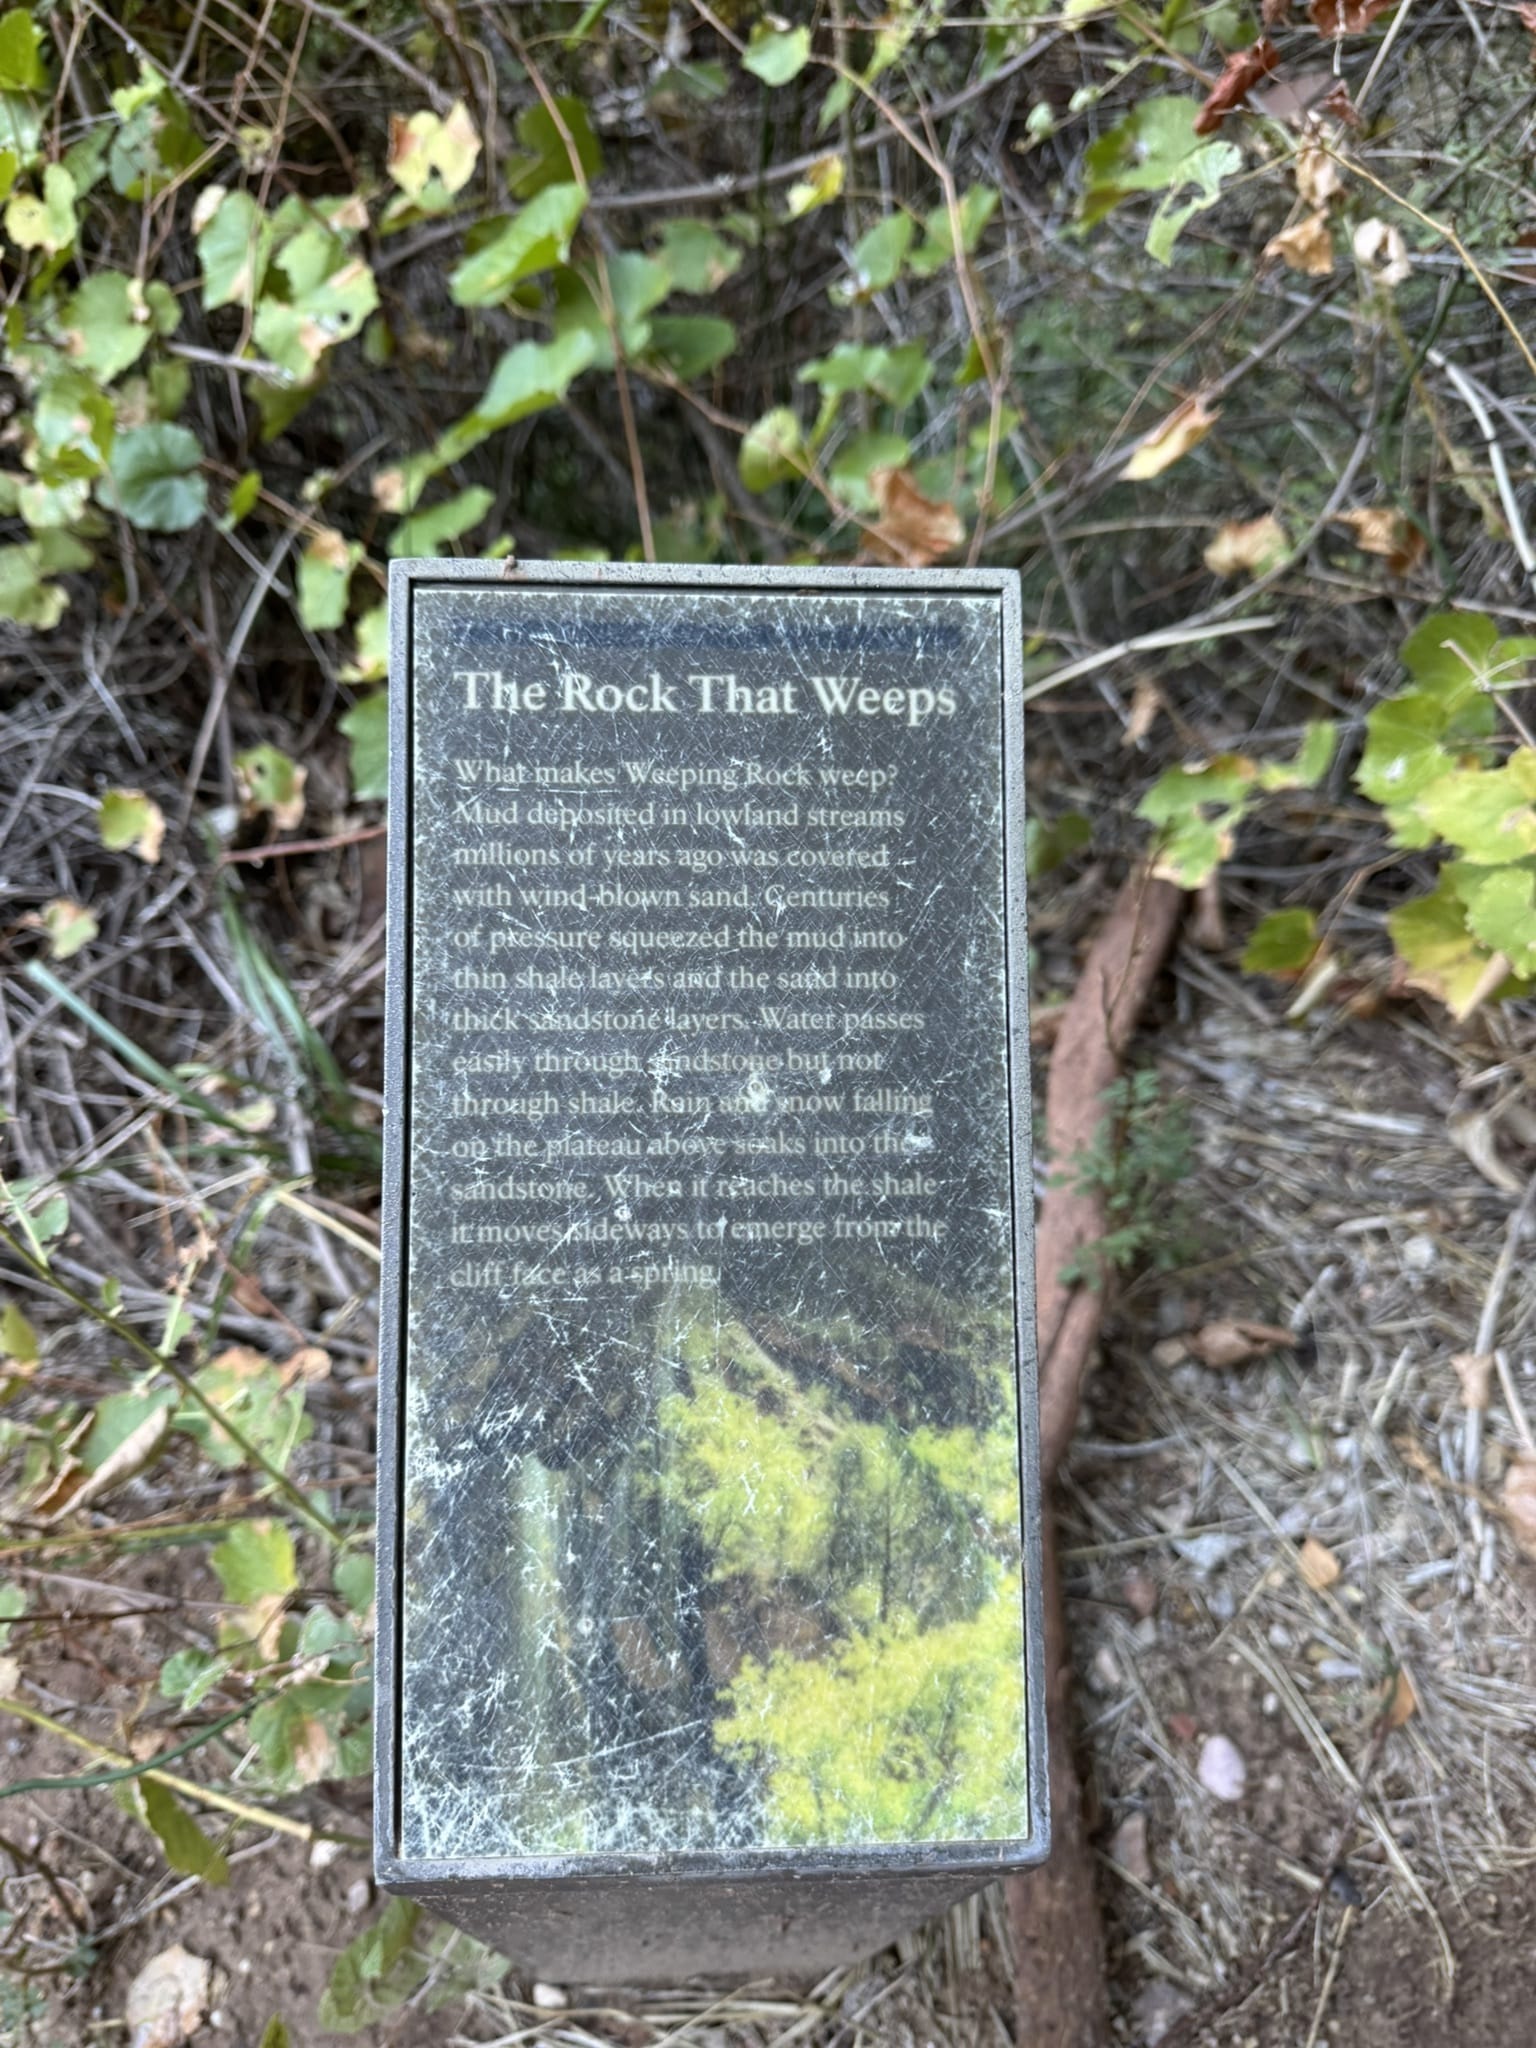 The Rock That Weeps
What makes Weeping Rock weep?
Mud deposited in lowland streams
millions of years ago was covered
with wind-blown sand. Centuries
of pressure squeezed the mud into
thin shale layers and the sand into
thick sandstone layers. Water passes
easily through sandstone but not
through shale. Rain and snow falling
on the plateau above soaks into the
sandstone. When it reaches the shale
it moves sideways to emerge from the
cliff face as a spring.